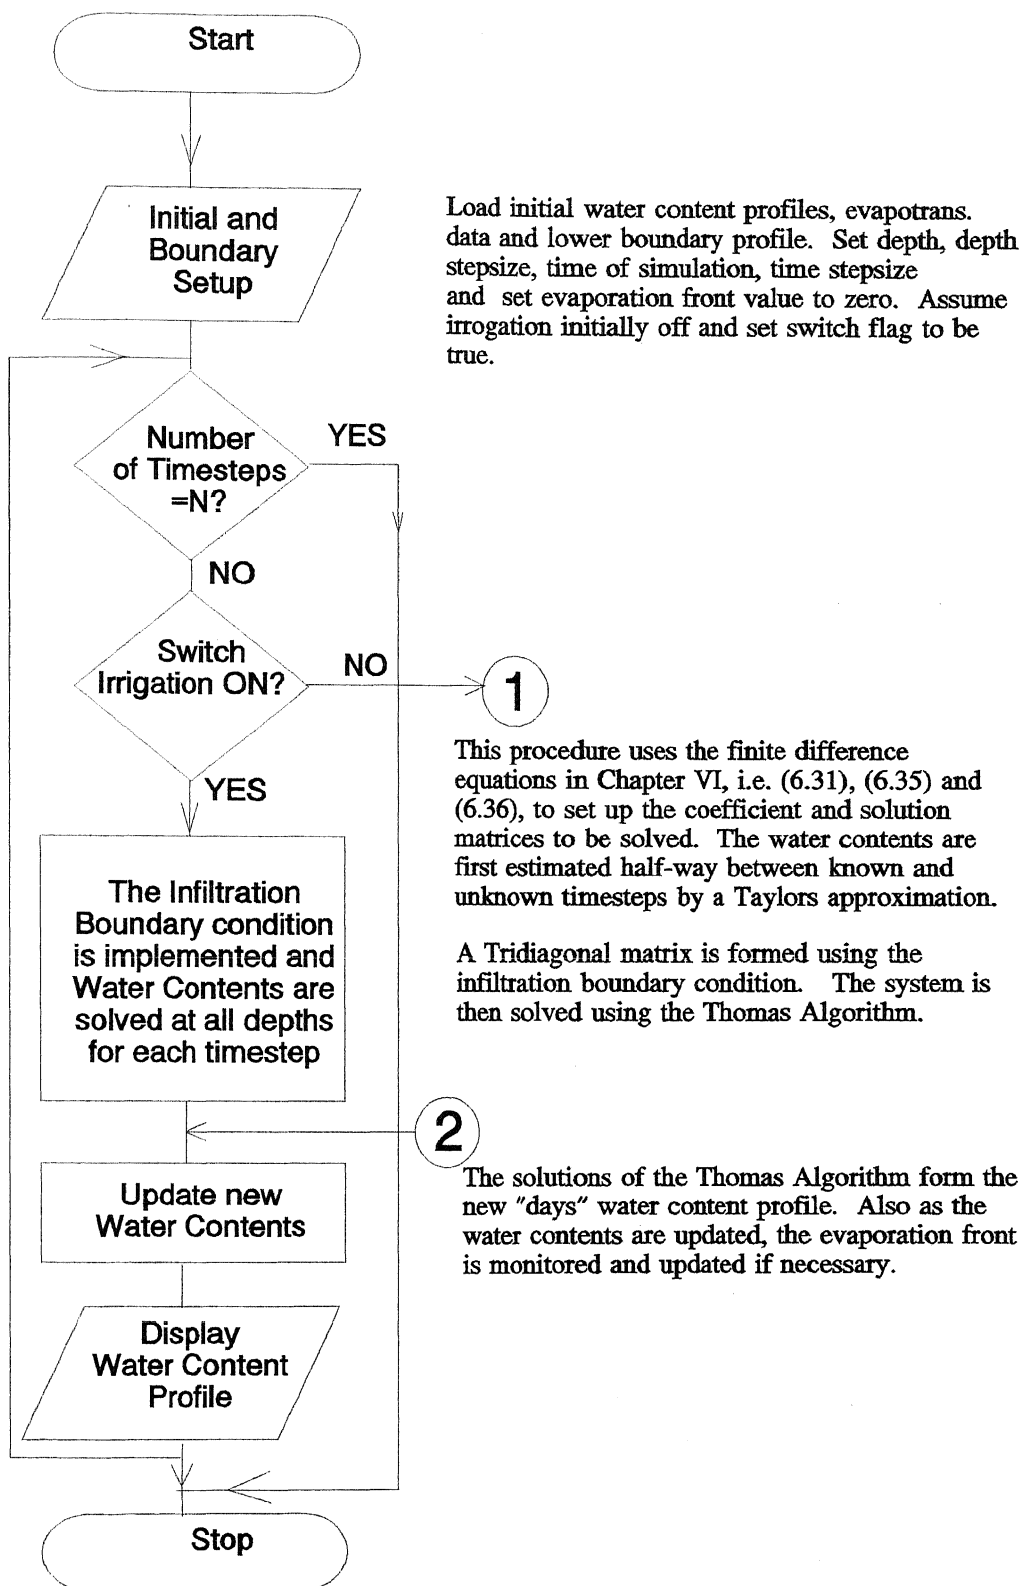 Start
Initial and
Boundary
Setup
Load initial water content profiles, evapotrans.
data and lower boundary profile. Set depth, depth
stepsize, time of simulation, time stepsize
and set evaporation front value to zero. Assume
irrogation initially off and set switch flag to be
true.
Number
of Timesteps
=N?
YES
NO
Switch
Irrigation ON?
NO
1
YES
This procedure uses the finite difference
equations in Chapter VI, i.e. (6.31), (6.35) and
(6.36), to set up the coefficient and solution
matrices to be solved. The water contents are
first estimated half-way between known and
unknown timesteps by a Taylors approximation.
A Tridiagonal matrix is formed using the
infiltration boundary condition. The system is
then solved using the Thomas Algorithm.
The Infiltration
Boundary condition
is implemented and
Water Contents are
solved at all depths
for each timestep
2
Update new
Water Contents
The solutions of the Thomas Algorithm form the
new "days" water content profile. Also as the
water contents are updated, the evaporation front
is monitored and updated if necessary.
Display
Water Content
Profile
Stop